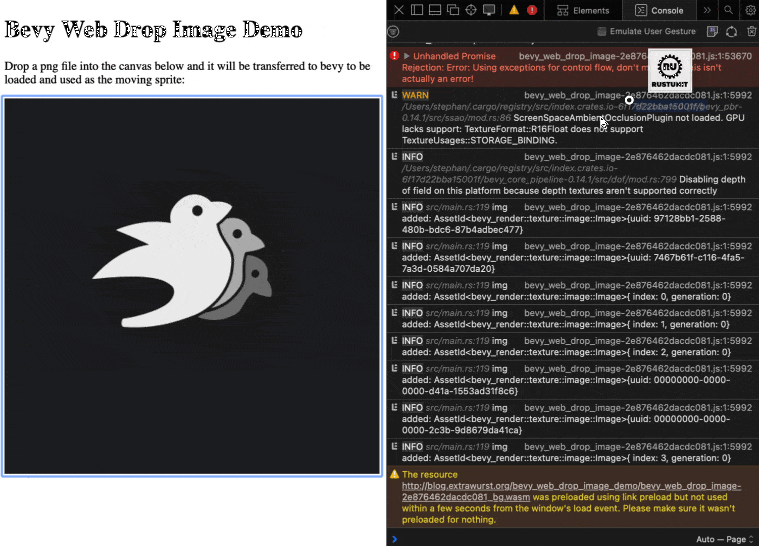 Bevy Web Drop Image Demo
Drop a png file into the canvas below and it will be transferred to bevy to be
loaded and used as the moving sprite:
Elements
Console
Emulate User Gesture
Unhandled Promise bevy_web_drop_image-2e876462dacdc081.js:1:53670
Rejection: Error: Using exceptions for control flow, don't isn't
actually an error!
RUSTUNIT
WARN bevy_web_drop_image-2e876462dacdc081.js:1:5992
/Users/stephan/.cargo/registry/src/index.crates.io-6f17d22bba15001f/bevy_pbr-
0.14.1/src/ssao/mod.rs:86 ScreenSpaceAmbientOcclusionPlugin not loaded. GPU
lacks support: TextureFormat::R16Float does not support
TextureUsages::STORAGE_BINDING.
INFO bevy_web_drop_image-2e876462dacdc081.js:1:5992
/Users/stephan/.cargo/registry/src/index.crates.io-
6f17d22bba15001f/bevy_core_pipeline-0.14.1/src/dof/mod.rs:799 Disabling depth
of field on this platform because depth textures aren't supported correctly
INFO src/main.rs:119 img bevy_web_drop_image-2e876462dacdc081.js:1:5992
added: AssetId<bevy_render::texture::image::Image>{uuid: 97128bb1-2588-
480b-bdc6-87b4adbec477}
INFO src/main.rs:119 img bevy_web_drop_image-2e876462dacdc081.js:1:5992
added: AssetId<bevy_render::texture::image::Image>{uuid: 7467b61f-c116-4fa5-
7a3d-0584a707da20}
INFO src/main.rs:119 img bevy_web_drop_image-2e876462dacdc081.js:1:5992
added: AssetId<bevy_render::texture::image::Image>{ index: 0, generation: 0}
INFO src/main.rs:119 img bevy_web_drop_image-2e876462dacdc081.js:1:5992
added: AssetId<bevy_render::texture::image::Image>{ index: 1, generation: 0}
INFO src/main.rs:119 img bevy_web_drop_image-2e876462dacdc081.js:1:5992
added: AssetId<bevy_render::texture::image::Image>{ index: 2, generation: 0}
INFO src/main.rs:119 img bevy_web_drop_image-2e876462dacdc081.js:1:5992
added: AssetId<bevy_render::texture::image::Image>{uuid: 00000000-0000-
0000-d41a-1553ad31f8c6}
INFO src/main.rs:119 img bevy_web_drop_image-2e876462dacdc081.js:1:5992
added: AssetId<bevy_render::texture::image::Image>{uuid: 00000000-0000-
0000-2c3b-9d8679da41ca}
INFO src/main.rs:119 img bevy_web_drop_image-2e876462dacdc081.js:1:5992
added: AssetId<bevy_render::texture::image::Image>{ index: 3, generation: 0}
The resource
http://blog.extrawurst.org/bevy_web_drop_image_demo/bevy_web_drop_image-
2e876462dacdc081_bg.wasm was preloaded using link preload but not used
within a few seconds from the window's load event. Please make sure it wasn't
preloaded for nothing.
Auto — Page